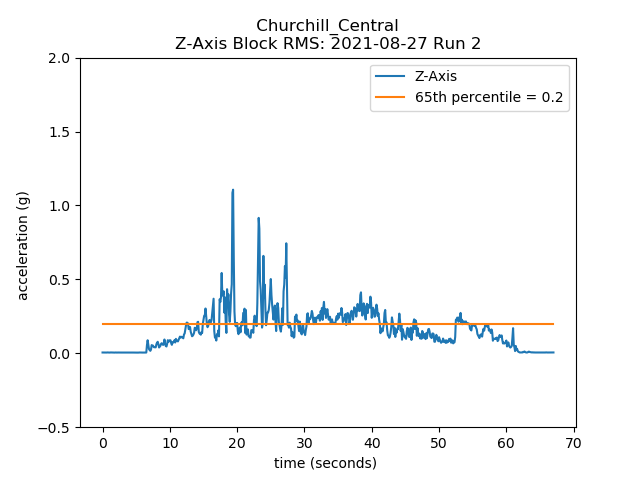 Churchill_Central
Z-Axis Block RMS: 2021-08-27 Run 2
Z-Axis
65th percentile = 0.2
2.0
1.5
1.0
0.5
0.0
−0.5
acceleration (g)
0 10 20 30 40 50 60 70
time (seconds)